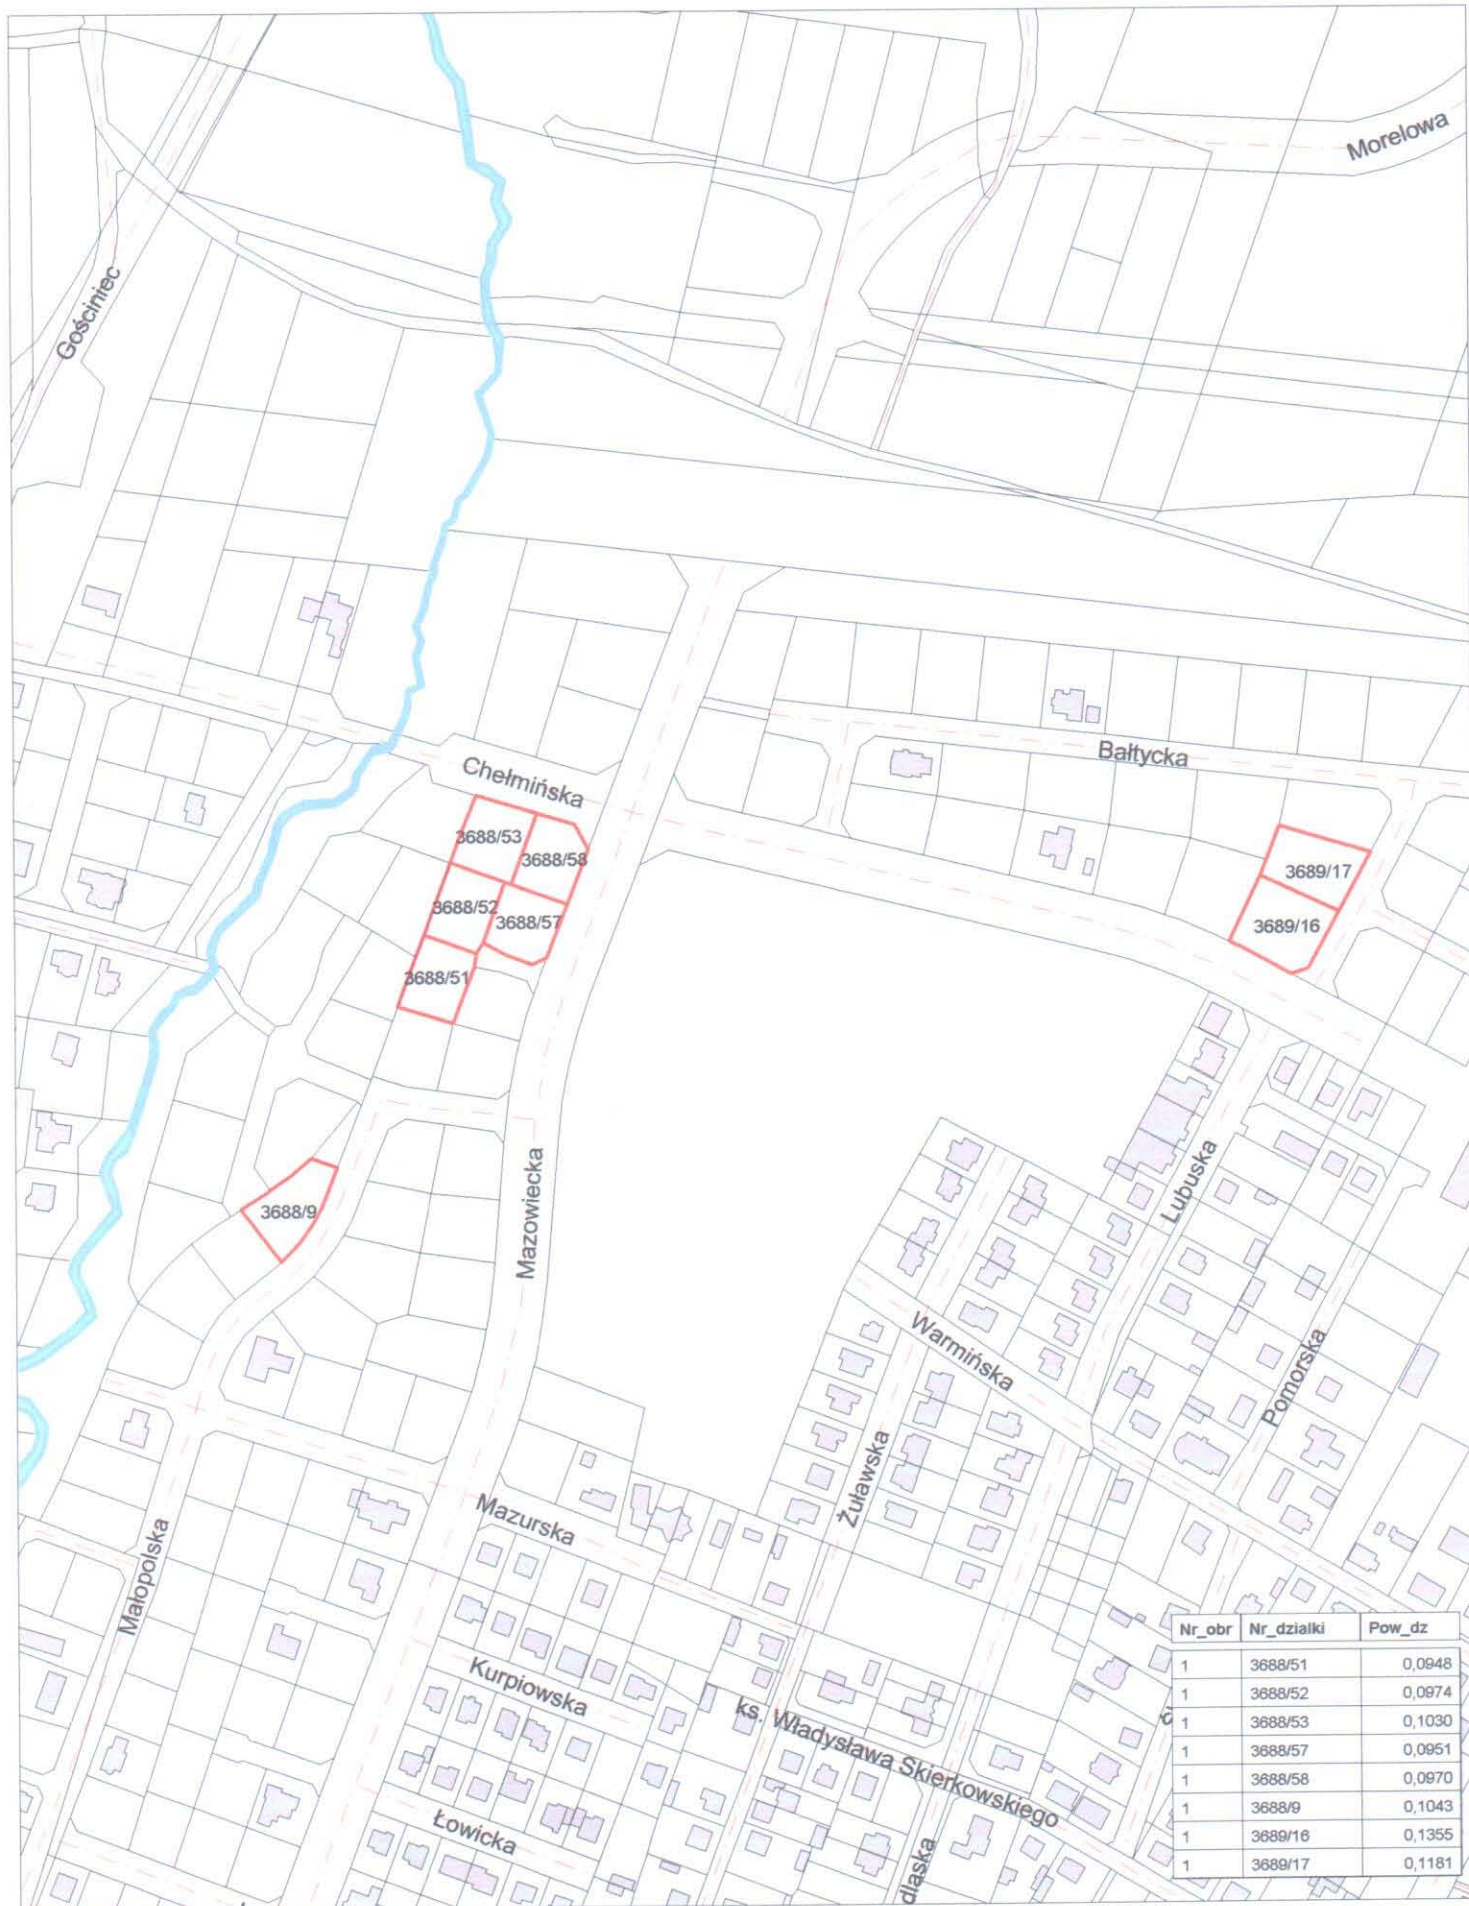 Morelowa
Gościniec
Bałtycka
Chełmińska
3688/53
3688/58
3689/17
3688/52
3688/57
3689/16
3688/51
Mazowiecka
Lubuska
3688/9
Warmińska
Pomorska
Żuławska
Mazurska
Małopolska
Kurpiowska
ks. Władysława Skierkowskiego
Łowicka
dlaska
Nr_obr Nr_dzialki Pow_dz
1 3688/51 0,0948
1 3688/52 0,0974
1 3688/53 0,1030
1 3688/57 0,0951
1 3688/58 0,0970
1 3688/9 0,1043
1 3689/16 0,1355
1 3689/17 0,1181